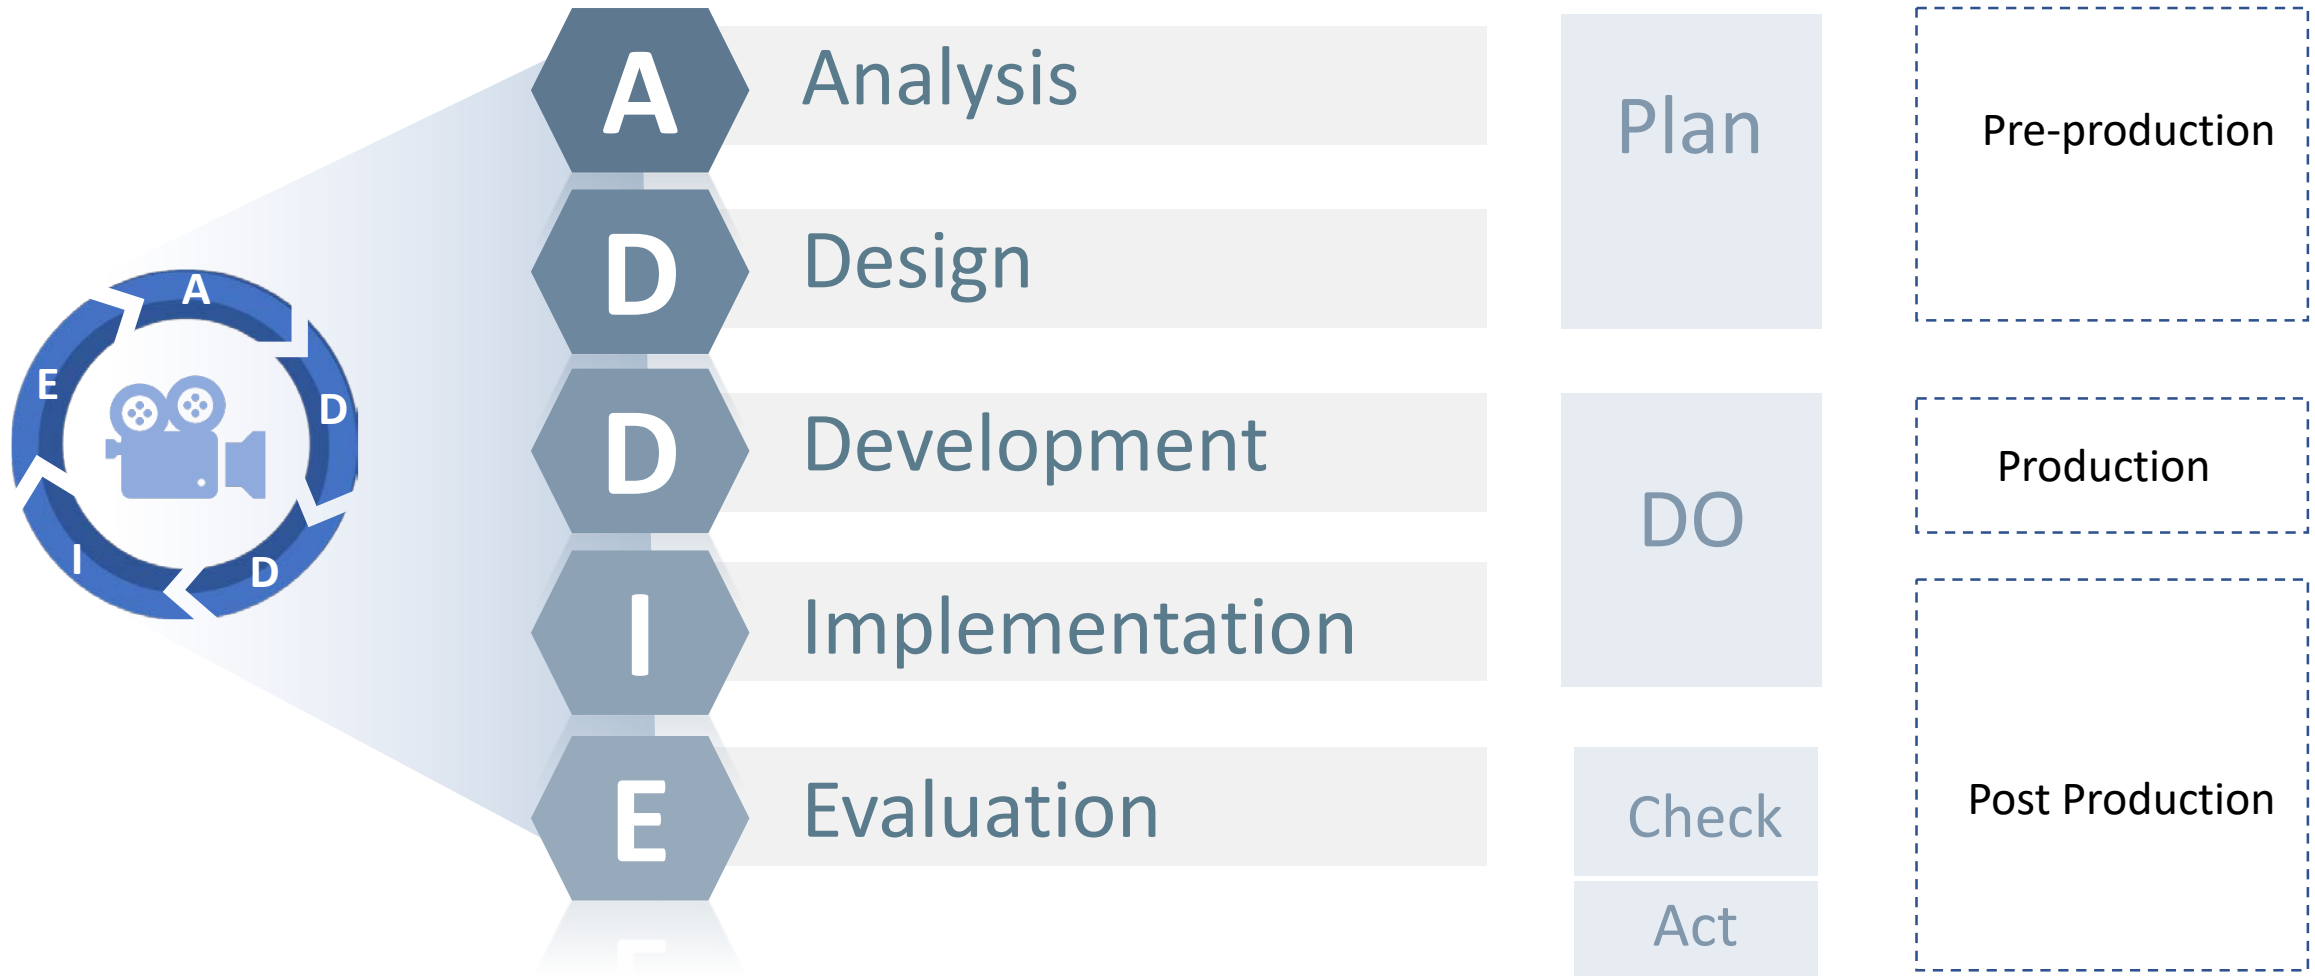 A
D
D
I
E
A
Analysis
D
Design
D
Development
I
Implementation
E
Evaluation
Plan
DO
Check
Act
Pre-production
Production
Post Production